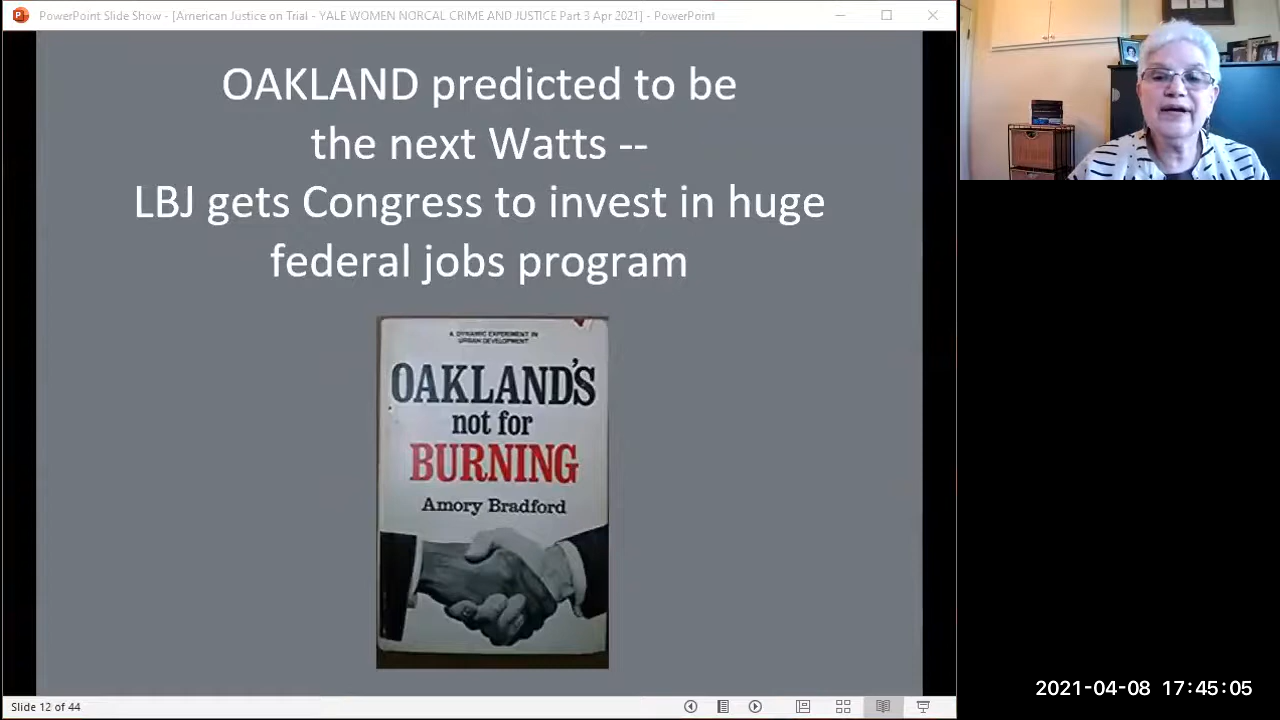 PowerPoint Slide Show - [American Justice on Trial - YALE WOMEN NORCAL CRIME AND JUSTICE Part 3 Apr 2021] - PowerPoint
OAKLAND predicted to be
the next Watts --
LBJ gets Congress to invest in huge
federal jobs program
A DYNAMIC EXPERIMENT IN
URBAN DEVELOPMENT
OAKLAND'S
not for
BURNING
Amory Bradford
Slide 12 of 44
2021-04-08 17:45:05